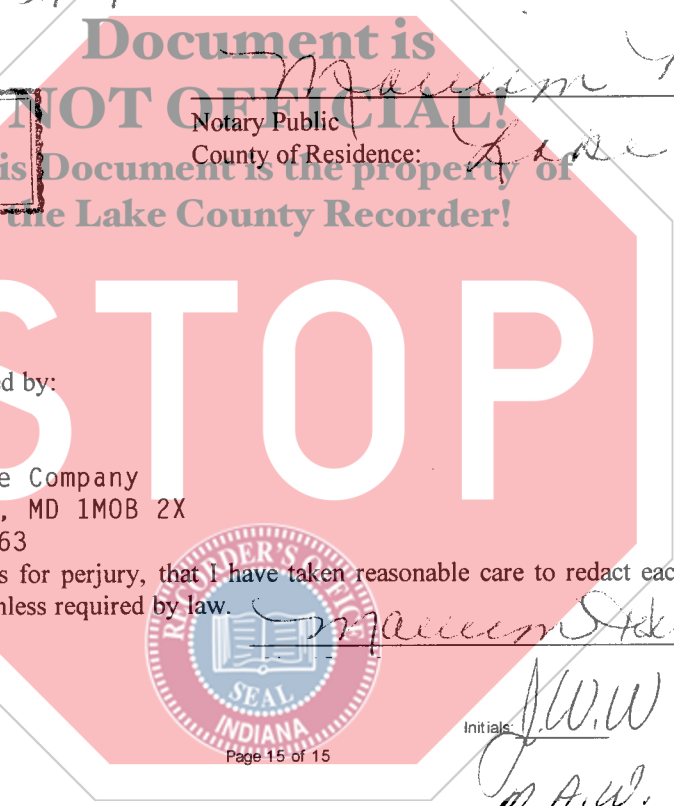 Document is
NOT OFFICIAL!
Notary Public
County of Residence:
is Document is the property of
the Lake County Recorder!
STOP
ed by:
e Company
, MD 1MOB 2X
63
s for perjury, that I have taken reasonable care to redact eac
nless required by law.
RECORDER'S OFFICE
SEAL
INDIANA
Initials: J.W.W
Page 15 of 15
A.W.